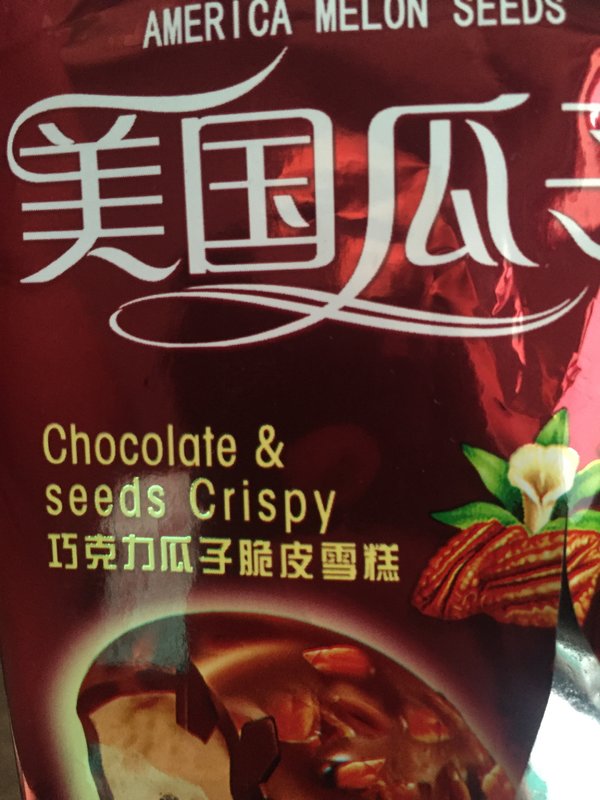 AMERICA MELON SEEDS
美国瓜
Chocolate &
seeds Crispy
巧克力瓜子脆皮雪糕